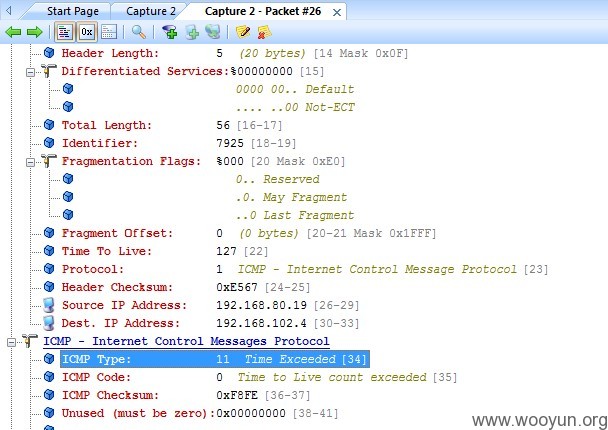 Start Page Capture 2 Capture 2 - Packet #26
Header Length: 5 (20 bytes) [14 Mask 0x0F]
Differentiated Services:%00000000 [15]
0000 00.. Default
.... ..00 Not-ECT
Total Length: 56 [16-17]
Identifier: 7925 [18-19]
Fragmentation Flags: %000 [20 Mask 0xE0]
0.. Reserved
.0. May Fragment
..0 Last Fragment
Fragment Offset: 0 (0 bytes) [20-21 Mask 0x1FFF]
Time To Live: 127 [22]
Protocol: 1 ICMP - Internet Control Message Protocol [23]
Header Checksum: 0xE567 [24-25]
Source IP Address: 192.168.80.19 [26-29]
Dest. IP Address: 192.168.102.4 [30-33]
ICMP - Internet Control Messages Protocol
ICMP Type: 11 Time Exceeded [34]
ICMP Code: 0 Time to Live count exceeded [35]
ICMP Checksum: 0xF8FE [36-37]
Unused (must be zero):0x00000000 [38-41]
www.wooyun.org